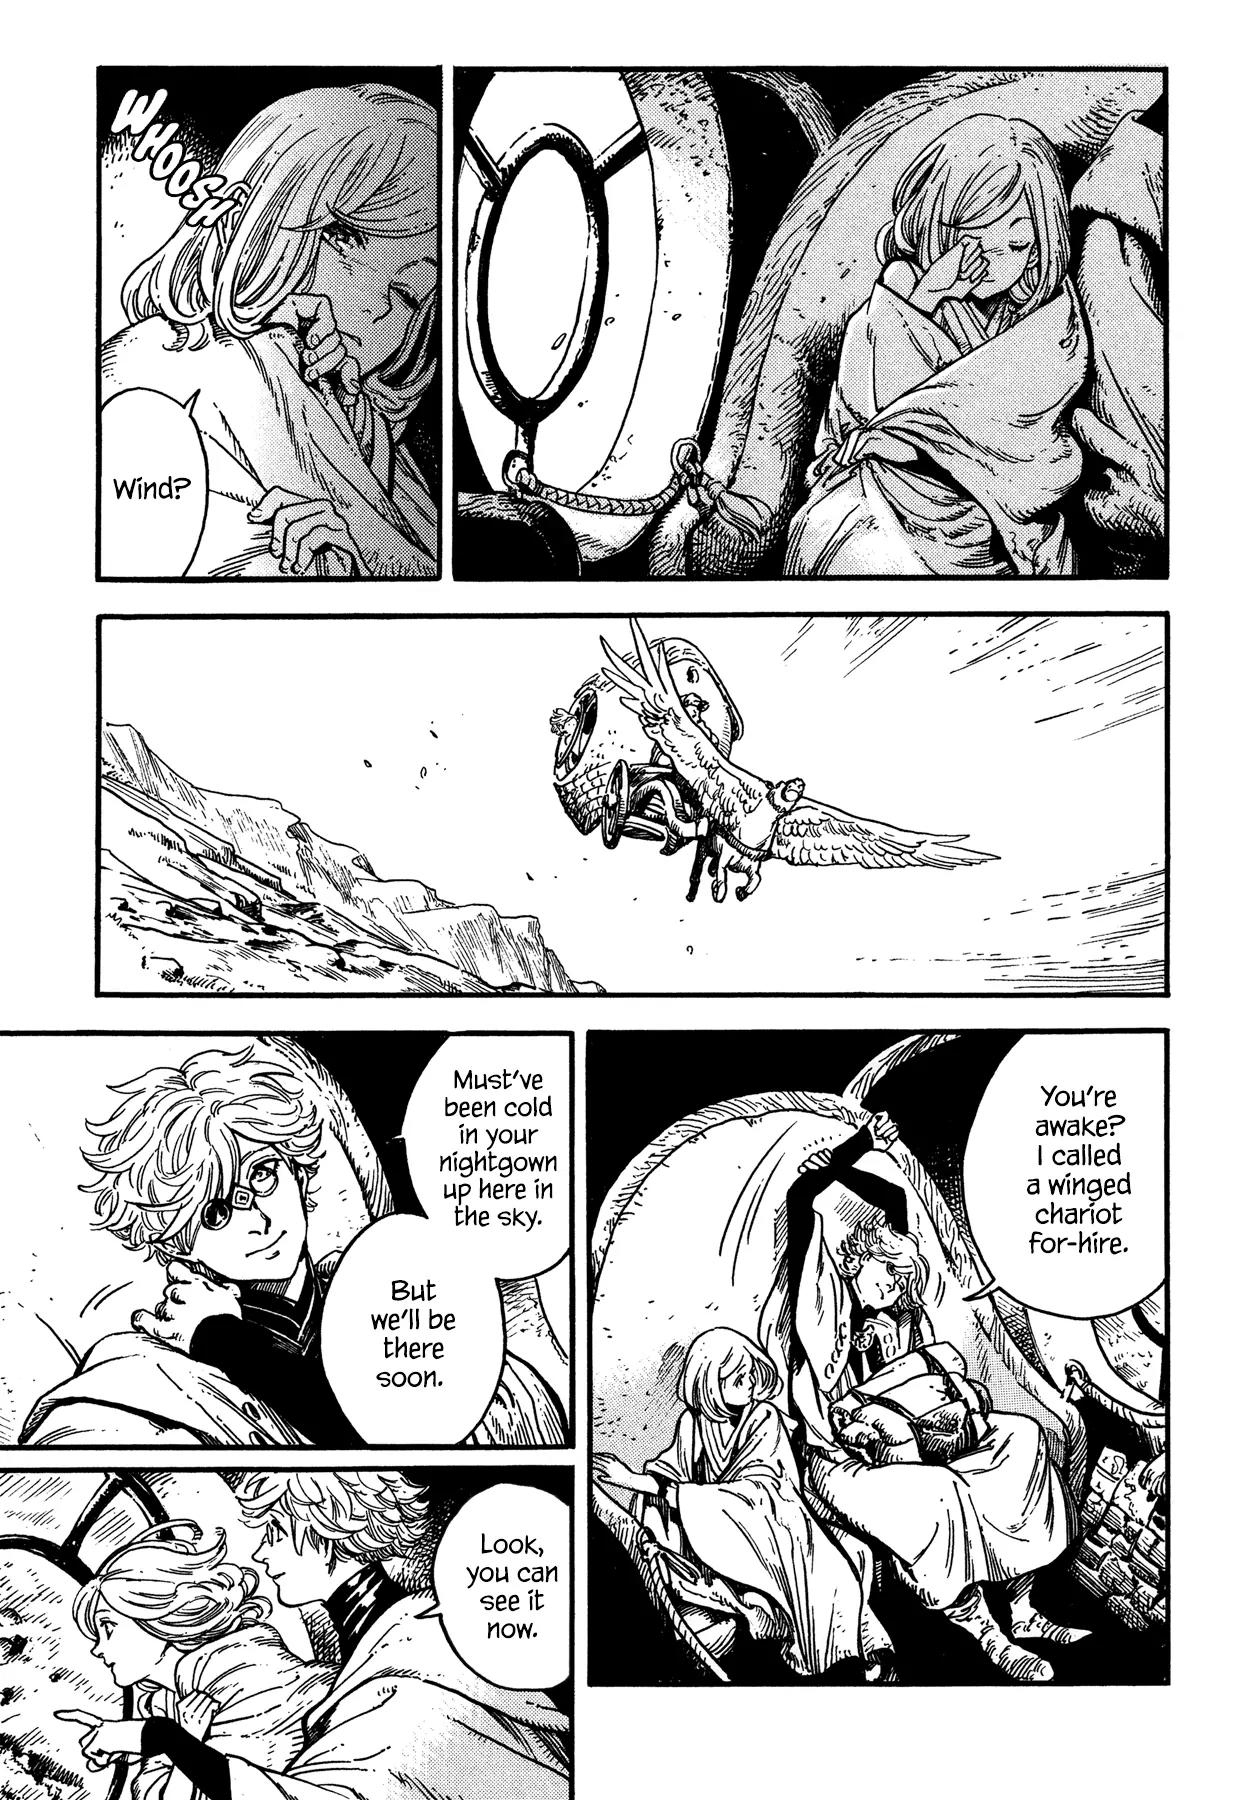 WHOOSH
Wind?
You're
awake?
I called
a winged
chariot
for-hire.
Must've
been cold
in your
nightgown
up here in
the sky.
But
we'll be
there
soon.
Look,
you can
see it
now.